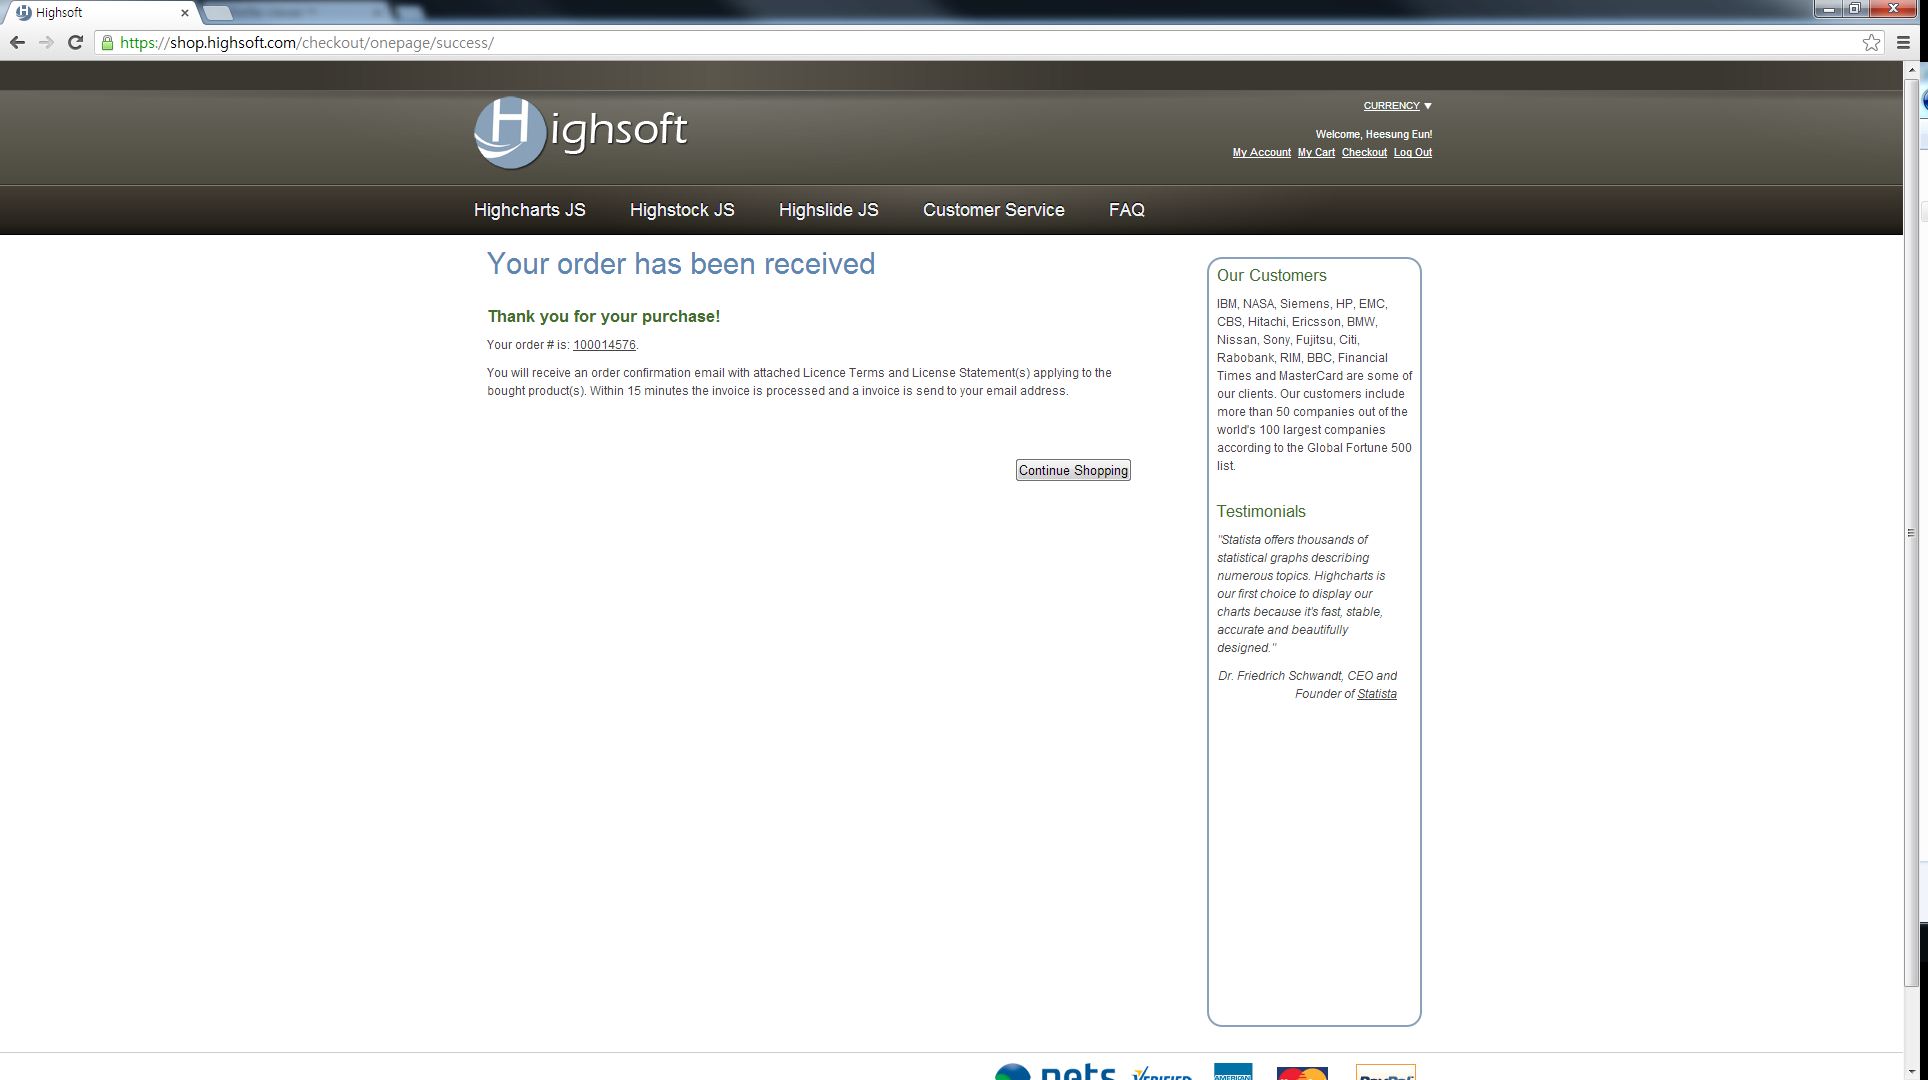 Highsoft
https://shop.highsoft.com/checkout/onepage/success/
Highsoft
CURRENCY
Welcome, Heesung Eun!
My Account My Cart Checkout Log Out
Highcharts JS Highstock JS Highslide JS Customer Service FAQ
Your order has been received
Thank you for your purchase!
Your order # is: 100014576.
You will receive an order confirmation email with attached Licence Terms and License Statement(s) applying to the
bought product(s). Within 15 minutes the invoice is processed and a invoice is send to your email address.
Continue Shopping
Our Customers
IBM, NASA, Siemens, HP, EMC,
CBS, Hitachi, Ericsson, BMW,
Nissan, Sony, Fujitsu, Citi,
Rabobank, RIM, BBC, Financial
Times and MasterCard are some of
our clients. Our customers include
more than 50 companies out of the
world's 100 largest companies
according to the Global Fortune 500
list.
Testimonials
"Statista offers thousands of
statistical graphs describing
numerous topics. Highcharts is
our first choice to display our
charts because it's fast, stable,
accurate and beautifully
designed."
Dr. Friedrich Schwandt, CEO and
Founder of Statista
nets VERIFIED AMERICAN MasterCard PayPal